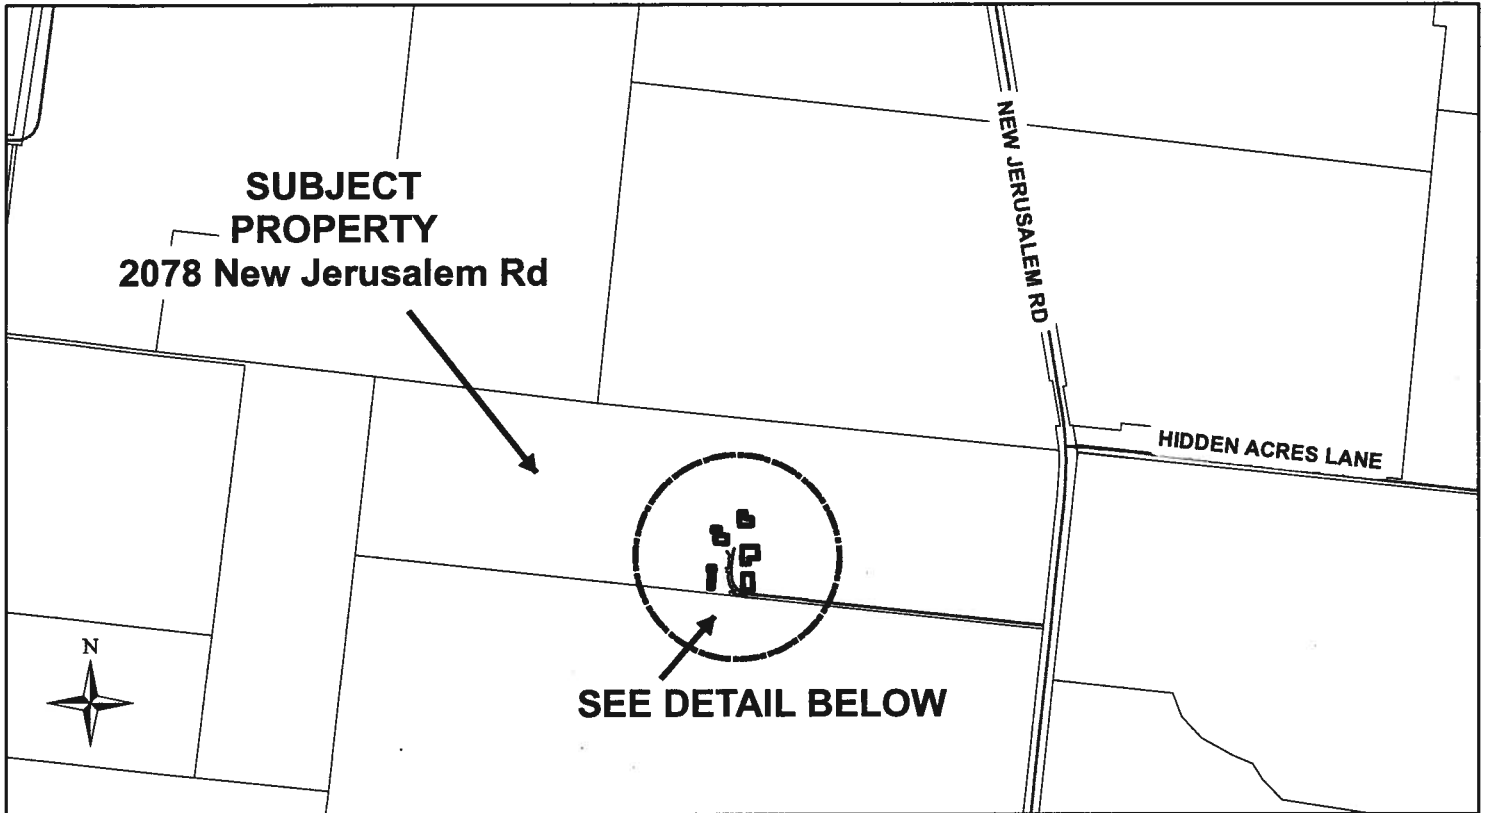 NEW JERUSALEM RD
SUBJECT
PROPERTY
2078 New Jerusalem Rd
HIDDEN ACRES LANE
N
SEE DETAIL BELOW